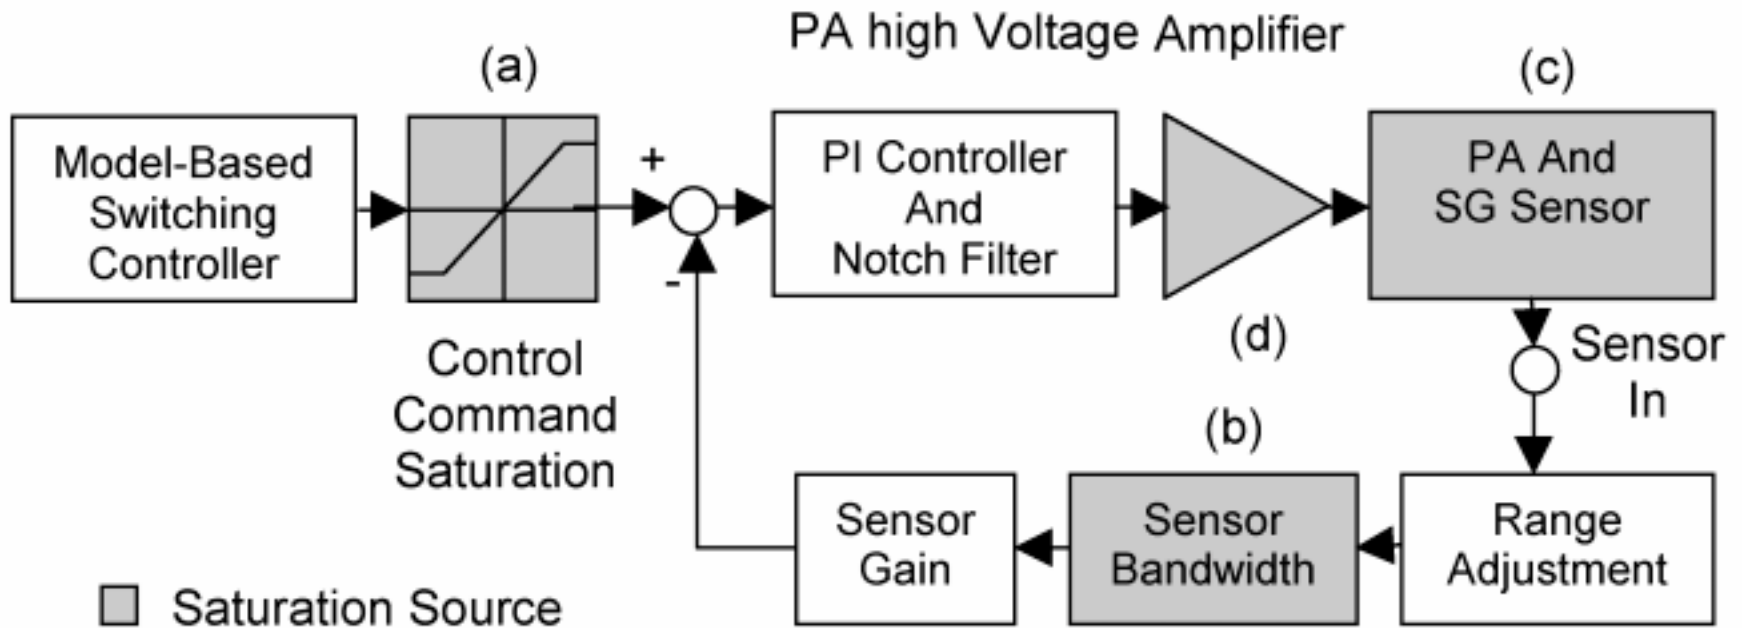 PA high Voltage Amplifier
(a)
(c)
Model-Based
Switching
Controller
+
-
PI Controller
And
Notch Filter
PA And
SG Sensor
(d)
Control
Command
Saturation
Sensor
In
(b)
Sensor
Gain
Sensor
Bandwidth
Range
Adjustment
Saturation Source